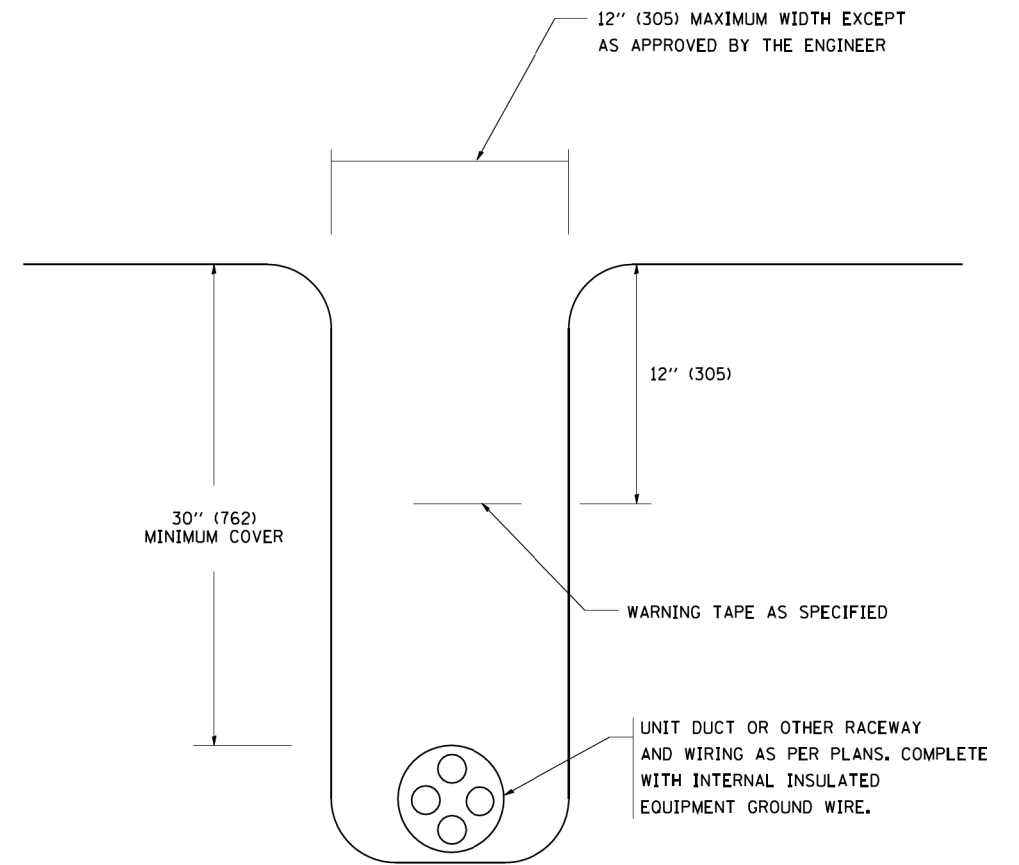 12'' (305) MAXIMUM WIDTH EXCEPT
AS APPROVED BY THE ENGINEER
12'' (305)
30'' (762)
MINIMUM COVER
WARNING TAPE AS SPECIFIED
UNIT DUCT OR OTHER RACEWAY
AND WIRING AS PER PLANS. COMPLETE
WITH INTERNAL INSULATED
EQUIPMENT GROUND WIRE.